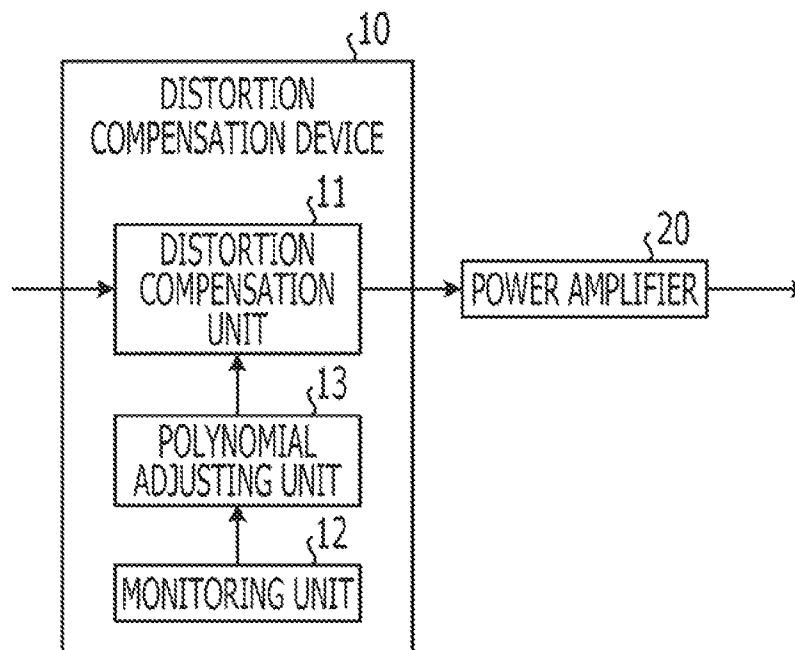 10
DISTORTION
COMPENSATION DEVICE
11
DISTORTION
COMPENSATION
UNIT
20
POWER AMPLIFIER
13
POLYNOMIAL
ADJUSTING UNIT
12
MONITORING UNIT